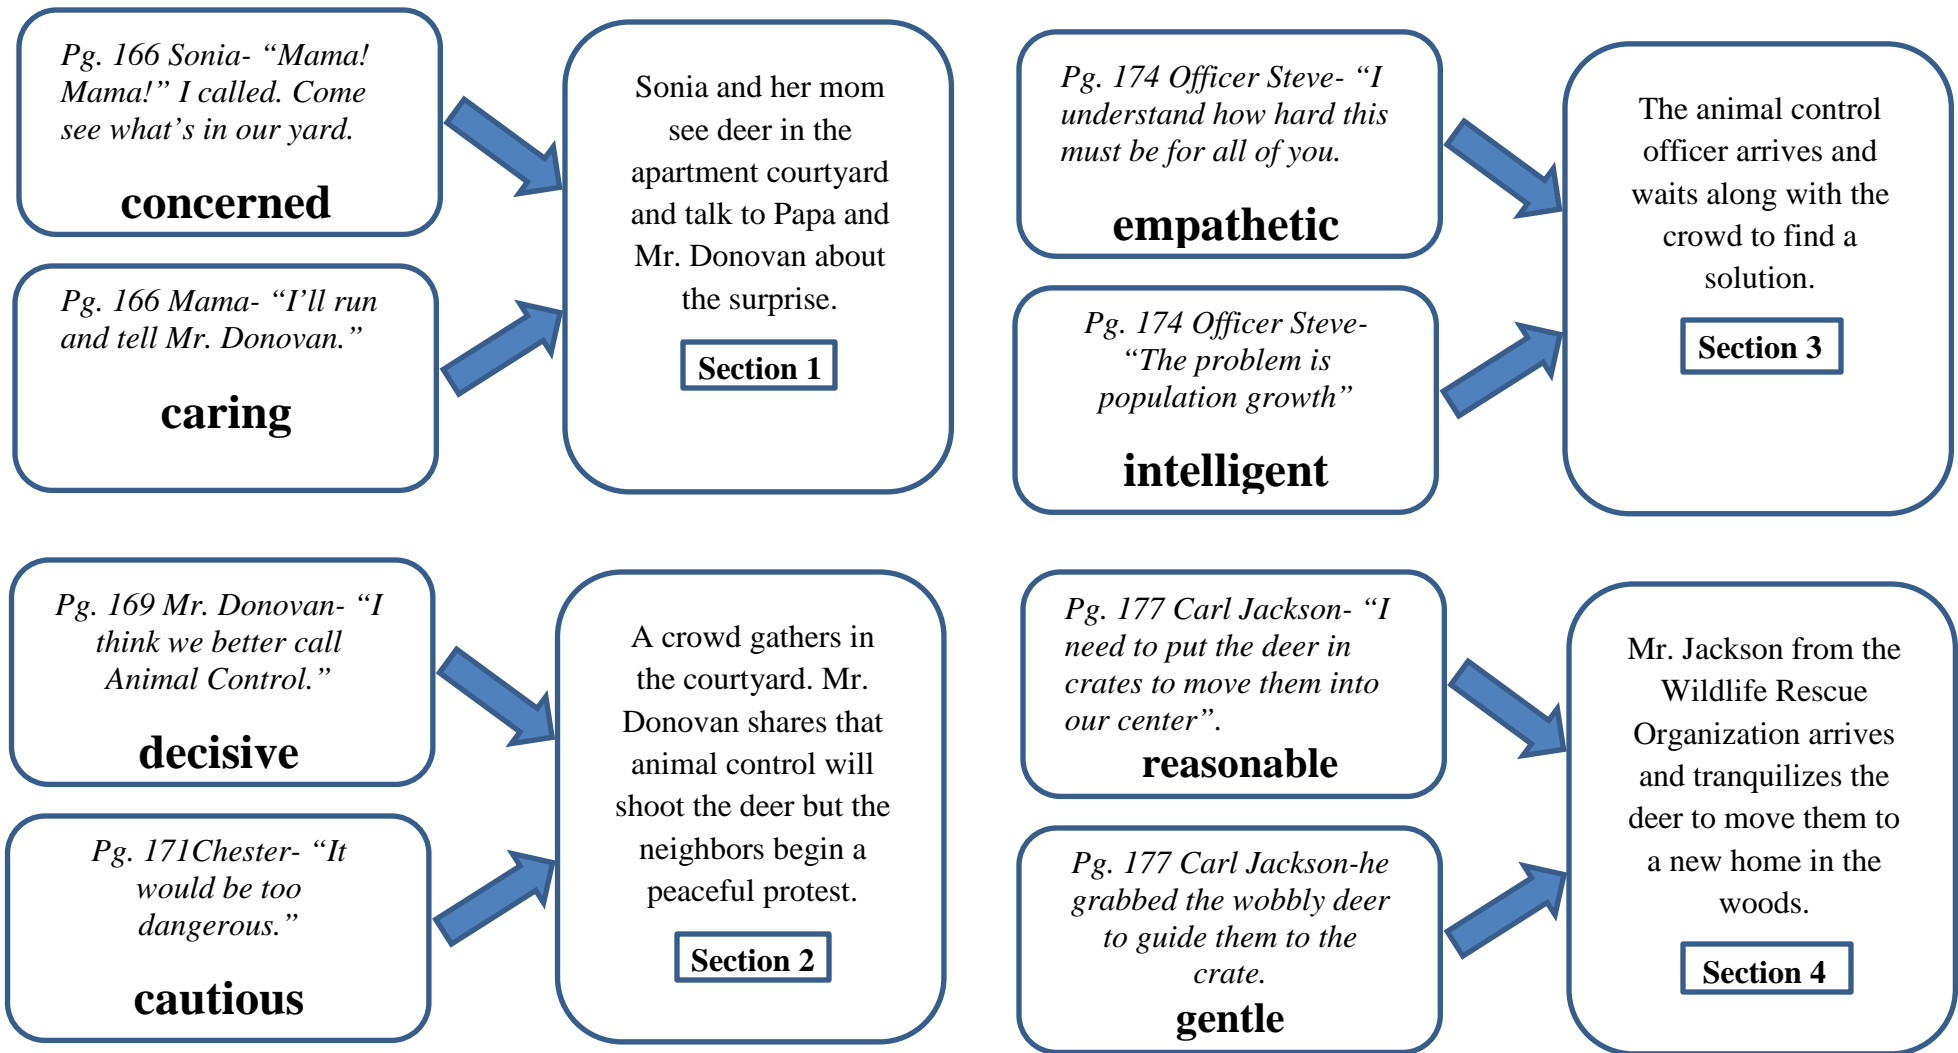 Pg. 166 Sonia- “Mama!
Mama!” I called. Come
see what’s in our yard.
concerned
Pg. 166 Mama- “I’ll run
and tell Mr. Donovan.”
caring
Sonia and her mom
see deer in the
apartment courtyard
and talk to Papa and
Mr. Donovan about
the surprise.
Section 1
Pg. 174 Officer Steve- “I
understand how hard this
must be for all of you.
empathetic
Pg. 174 Officer Steve-
“The problem is
population growth”
intelligent
The animal control
officer arrives and
waits along with the
crowd to find a
solution.
Section 3
Pg. 169 Mr. Donovan- “I
think we better call
Animal Control.”
decisive
Pg. 171Chester- “It
would be too
dangerous.”
cautious
A crowd gathers in
the courtyard. Mr.
Donovan shares that
animal control will
shoot the deer but the
neighbors begin a
peaceful protest.
Section 2
Pg. 177 Carl Jackson- “I
need to put the deer in
crates to move them into
our center”.
reasonable
Pg. 177 Carl Jackson-he
grabbed the wobbly deer
to guide them to the
crate.
gentle
Mr. Jackson from the
Wildlife Rescue
Organization arrives
and tranquilizes the
deer to move them to
a new home in the
woods.
Section 4